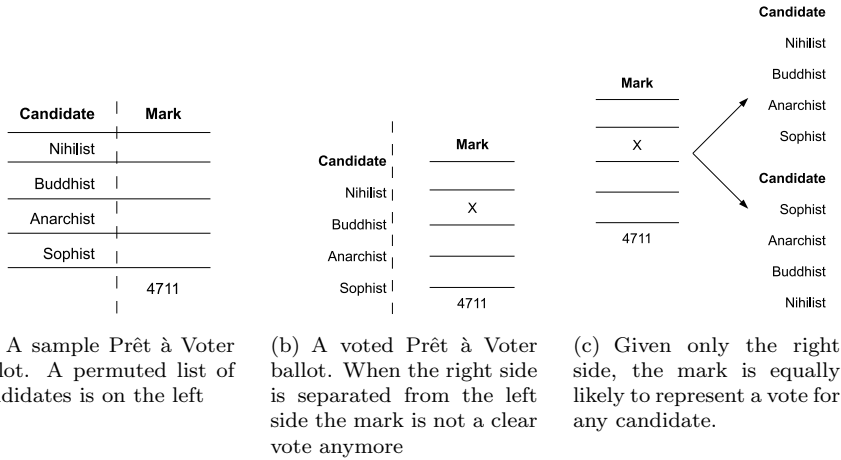 Candidate Mark
Nihilist
Buddhist
Anarchist
Sophist
4711
A sample Prêt à Voter
lot. A permuted list of
didates is on the left
Candidate
Nihilist
Buddhist
Anarchist
Sophist
Mark
X
4711
(b) A voted Prêt à Voter
ballot. When the right side
is separated from the left
side the mark is not a clear
vote anymore
Mark
X
4711
Candidate
Nihilist
Buddhist
Anarchist
Sophist
Candidate
Sophist
Anarchist
Buddhist
Nihilist
(c) Given only the right
side, the mark is equally
likely to represent a vote for
any candidate.